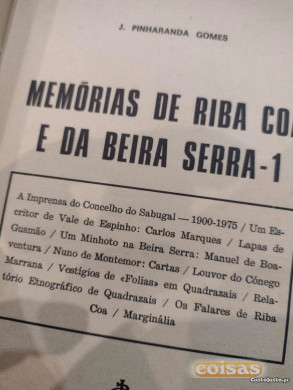 J. PINHARANDA GOMES
MEMÓRIAS DE RIBA COA
E DA BEIRA SERRA - 1
A Imprensa do Concelho do Sabugal — 1900-1975 / Um Es-
critor de Vale de Espinho: Carlos Marques / Lapas de
Gusmão / Um Minhoto na Beira Serra: Manuel de Boa-
ventura / Nuno de Montemor: Cartas / Louvor do Cónego
Marrana / Vestígios de «Folias» em Quadrazais / Rela-
tório Etnográfico de Quadrazais / Os Falares de Riba
Coa / Marginália
coisas